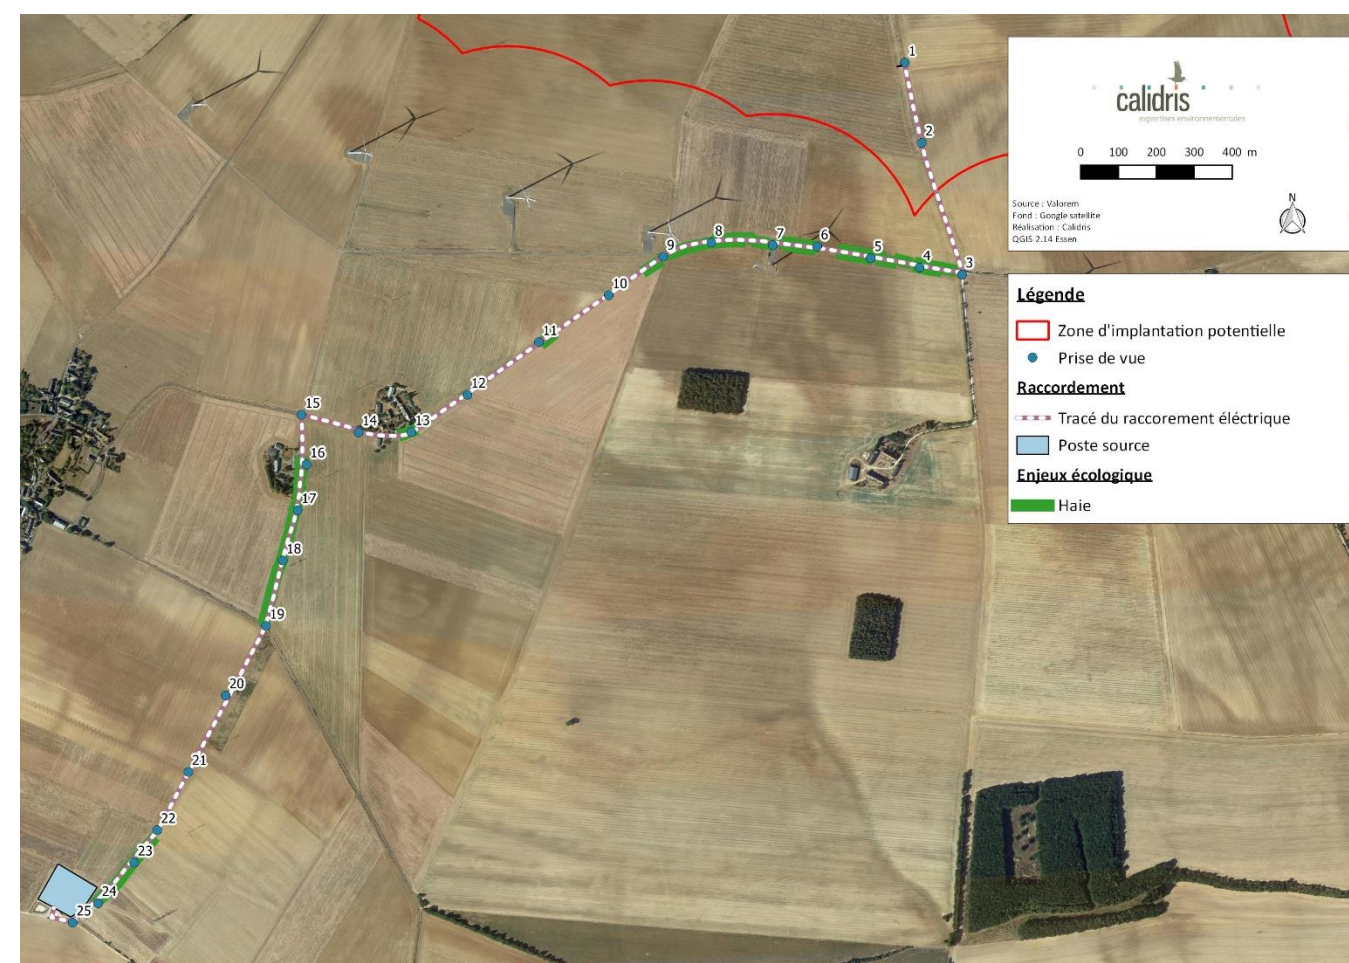 1
2
3
4
5
6
7
8
9
10
11
12
13
14
15
16
17
18
19
20
21
22
23
24
25
calidris
expertises environnementales
0 100 200 300 400 m
Source : Valorem
Fond : Google satellite
Réalisation : Calidris
QGIS 2.14 Essen
N
Légende
Zone d'implantation potentielle
Prise de vue
Raccordement
Tracé du raccorement éléctrique
Poste source
Enjeux écologique
Haie